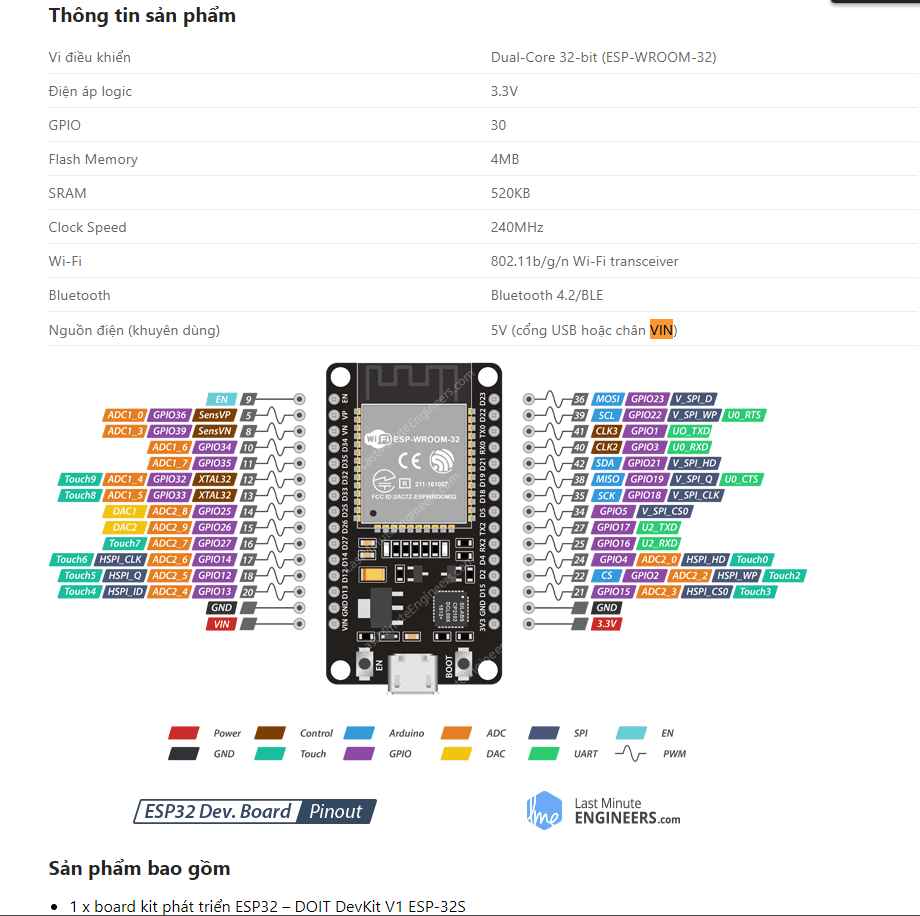 Thông tin sản phẩm
Vi điều khiển Dual-Core 32-bit (ESP-WROOM-32)
Điện áp logic 3.3V
GPIO 30
Flash Memory 4MB
SRAM 520KB
Clock Speed 240MHz
Wi-Fi 802.11b/g/n Wi-Fi transceiver
Bluetooth Bluetooth 4.2/BLE
Nguồn điện (khuyên dùng) 5V (cổng USB hoặc chân VIN)
EN 9 EN D23 36 MOSI GPIO23 V_SPI_D
ADC1_0 GPIO36 SensVP 5 VP D22 39 SCL GPIO22 V_SPI_WP U0_RTS
ADC1_3 GPIO39 SensVN 8 VN TX0 41 CLK3 GPIO1 UO_TXD
ADC1_6 GPIO34 10 D34 RX0 40 CLK2 GPIO3 U0_RXD
ADC1_7 GPIO35 11 D35 D21 42 SDA GPIO21 V_SPI_HD
Touch9 ADC1_4 GPIO32 XTAL32 12 D32 D19 38 MISO GPIO19 V_SPI_Q U0_CTS
Touch8 ADC1_5 GPIO33 XTAL32 13 D33 D18 35 SCK GPIO18 V_SPI_CLK
DAC1 ADC2_8 GPIO25 14 D25 D5 34 GPIO5 V_SPI_CS0
DAC2 ADC2_9 GPIO26 15 D26 TX2 27 GPIO17 U2_TXD
Touch7 ADC2_7 GPIO27 16 D27 RX2 25 GPIO16 U2_RXD
Touch6 HSPI_CLK ADC2_6 GPIO14 17 D14 D4 24 GPIO4 ADC2_0 HSPI_HD Touch0
Touch5 HSPI_Q ADC2_5 GPIO12 18 D12 D2 22 CS GPIO2 ADC2_2 HSPI_WP Touch2
Touch4 HSPI_ID ADC2_4 GPIO13 20 D13 D15 21 GPIO15 ADC2_3 HSPI_CS0 Touch3
GND GND GND GND
VIN VIN 3V3 3.3V
WiFi ESP-WROOM-32
CE
R 211-161007
FCC ID:2AC7Z-ESPWROOM32
LastMinuteEngineers.com
LastMinuteEngineers.com
SILABS
CP2102
EN BOOT
Power Control Arduino ADC SPI EN
GND Touch GPIO DAC UART PWM
ESP32 Dev. Board Pinout
lme Last Minute
ENGINEERS.com
Sản phẩm bao gồm
• 1 x board kit phát triển ESP32 – DOIT DevKit V1 ESP-32S